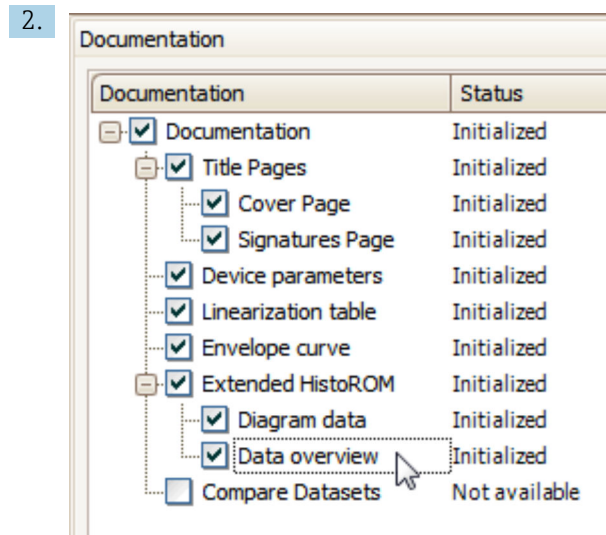 2.
Documentation
Documentation Status
Documentation Initialized
Title Pages Initialized
Cover Page Initialized
Signatures Page Initialized
Device parameters Initialized
Linearization table Initialized
Envelope curve Initialized
Extended HistoROM Initialized
Diagram data Initialized
Data overview Initialized
Compare Datasets Not available